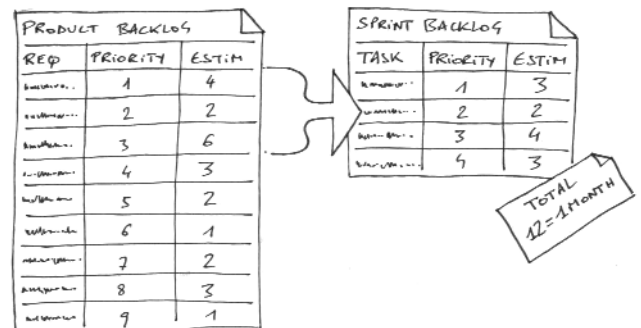 PRODUCT BACKLOG
REQ PRIORITY ESTIM
1 4
2 2
3 6
4 3
5 2
6 1
7 2
8 3
9 1
SPRINT BACKLOG
TASK PRIORITY ESTIM
1 3
2 2
3 4
4 3
TOTAL
12=1 MONTH